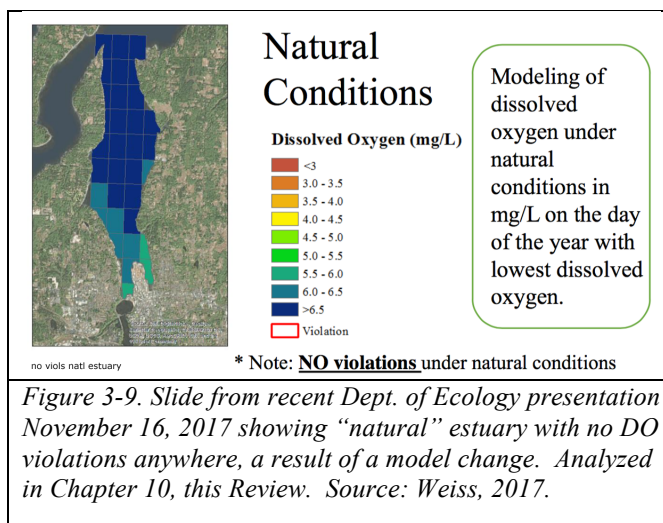 Natural
Conditions
Dissolved Oxygen (mg/L)
<3
3.0 - 3.5
3.5 - 4.0
4.0 - 4.5
4.5 - 5.0
5.0 - 5.5
5.5 - 6.0
6.0 - 6.5
>6.5
Violation
Modeling of
dissolved
oxygen under
natural
conditions in
mg/L on the day
of the year with
lowest dissolved
oxygen.
no viols natl estuary
* Note: NO violations under natural conditions
Figure 3-9. Slide from recent Dept. of Ecology presentation
November 16, 2017 showing “natural” estuary with no DO
violations anywhere, a result of a model change. Analyzed
in Chapter 10, this Review. Source: Weiss, 2017.